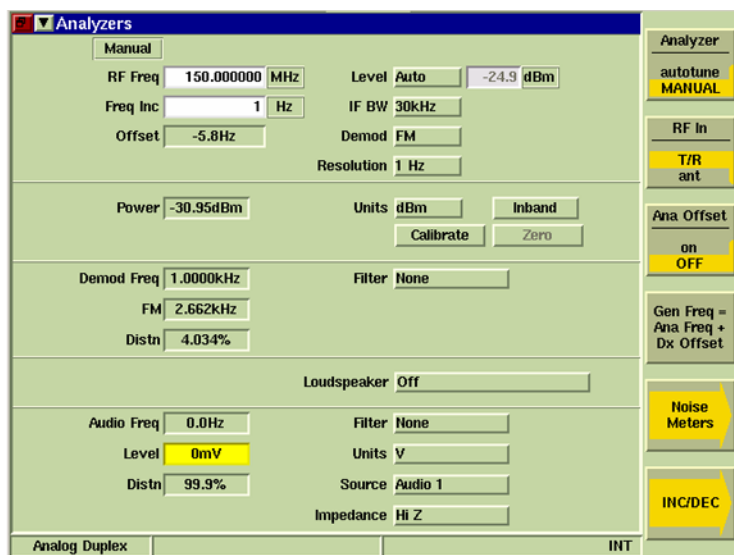 Analyzers
Manual
RF Freq 150.000000 MHz Level Auto -24.9 dBm
Freq Inc 1 Hz IF BW 30kHz
Offset -5.8Hz Demod FM
Resolution 1 Hz
Power -30.95dBm Units dBm Inband
Calibrate Zero
Demod Freq 1.0000kHz Filter None
FM 2.662kHz
Distn 4.034%
Loudspeaker Off
Audio Freq 0.0Hz Filter None
Level 0mV Units V
Distn 99.9% Source Audio 1
Impedance Hi Z
Analog Duplex INT
Analyzer
autotune
MANUAL
RF In
T/R
ant
Ana Offset
on
OFF
Gen Freq =
Ana Freq +
Dx Offset
Noise
Meters
INC/DEC